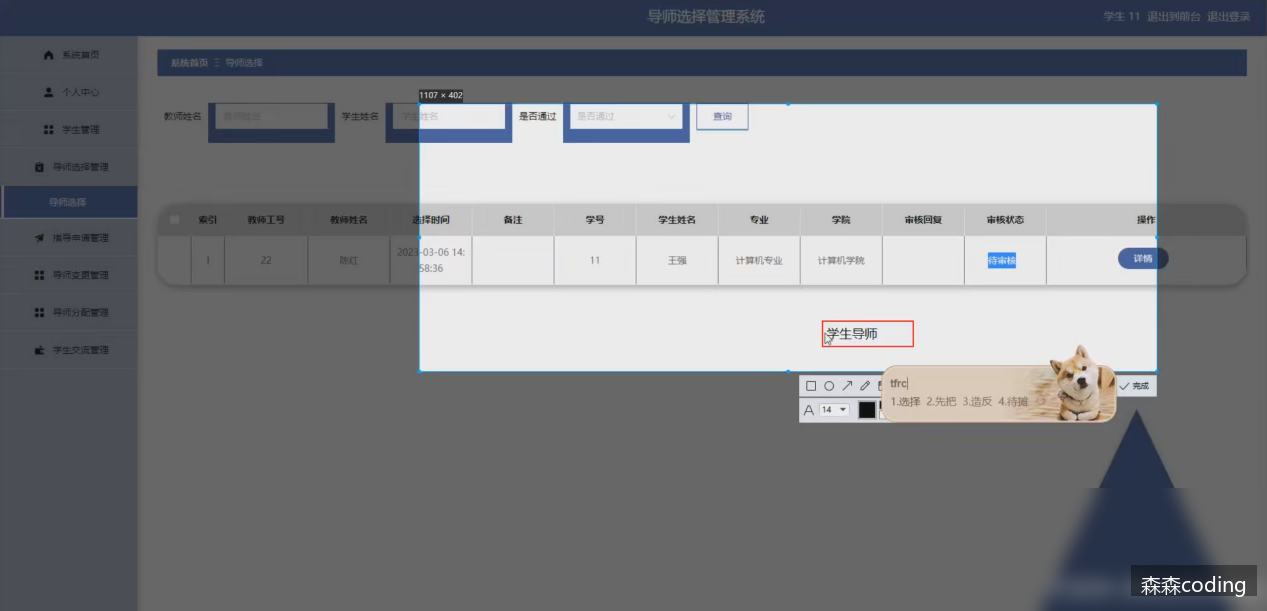 导师选择管理系统
学生 11 退出到前台 退出登录
系统首页
个人中心
学生管理
导师选择管理
导师选择
指导申请管理
导师变更管理
导师分配管理
学生交流管理
系统首页 导师选择
1107 × 402
教师姓名 教师姓名 学生姓名 学生姓名 是否通过 是否通过 查询
索引 教师工号 教师姓名 选择时间 备注 学号 学生姓名 专业 学院 审核回复 审核状态 操作
1 22 陈红 2023-03-06 14:58:36 11 王强 计算机专业 计算机学院 待审核 详情
学生导师
完成
A 14
tfrc
1.选择 2.先把 3.造反 4.待摊
森森coding